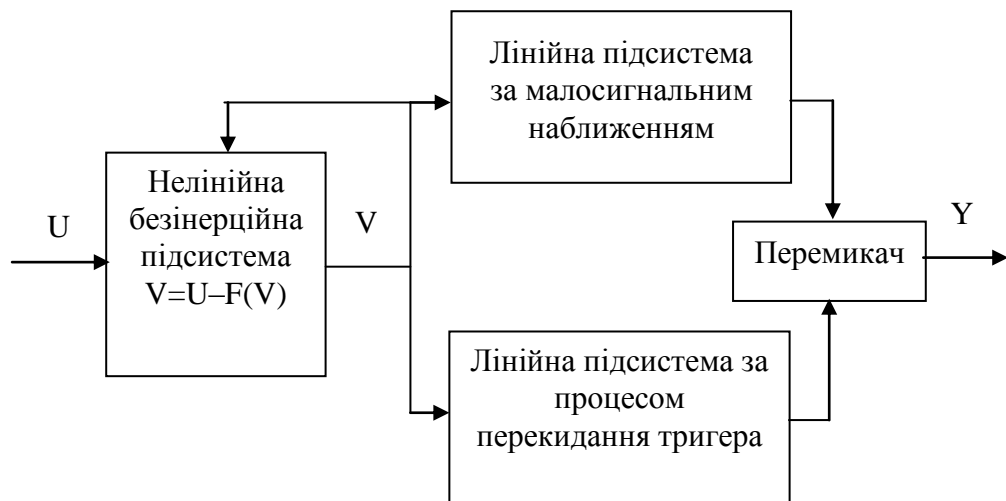 Лінійна підсистема
за малосигнальним
наближенням
Нелінійна
безінерційна
підсистема
V=U–F(V)
U
V
Перемикач
Y
Лінійна підсистема за
процесом
перекидання тригера